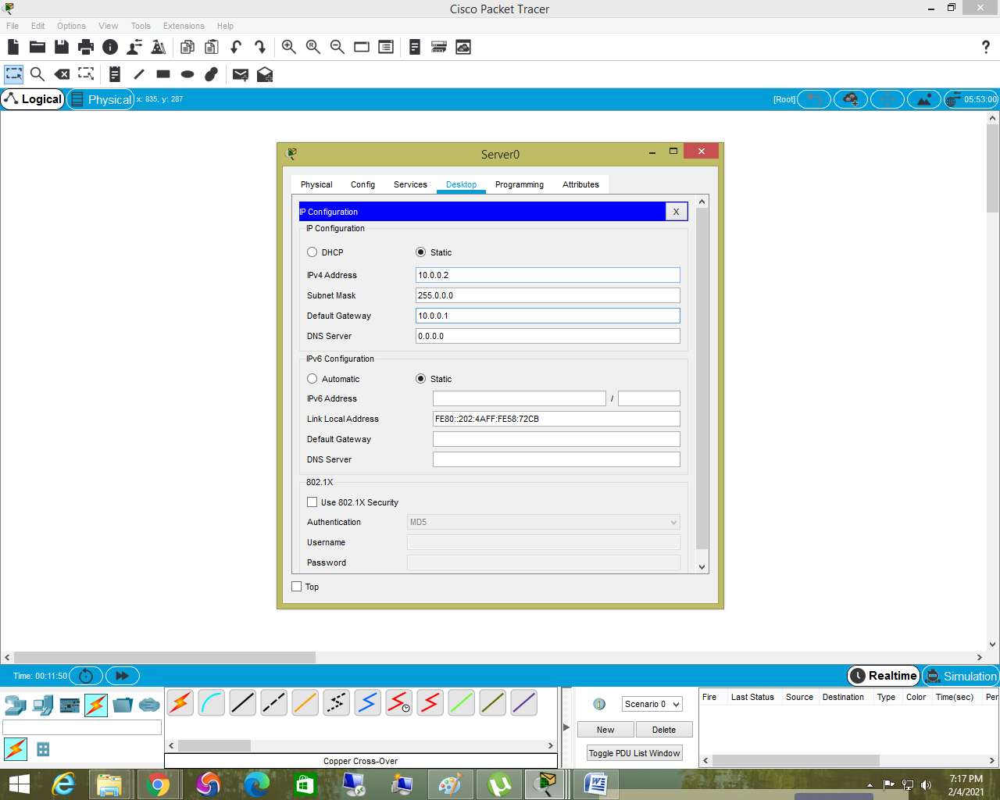 Cisco Packet Tracer
File Edit Options View Tools Extensions Help
Logical Physical x: 835, y: 287 [Root] 05:53:00
Server0
Physical Config Services Desktop Programming Attributes
IP Configuration X
IP Configuration
DHCP Static
IPv4 Address 10.0.0.2
Subnet Mask 255.0.0.0
Default Gateway 10.0.0.1
DNS Server 0.0.0.0
IPv6 Configuration
Automatic Static
IPv6 Address /
Link Local Address FE80::202:4AFF:FE58:72CB
Default Gateway
DNS Server
802.1X
Use 802.1X Security
Authentication MD5
Username
Password
Top
Time: 00:11:50 Realtime Simulation
Fire Last Status Source Destination Type Color Time(sec) Per
Scenario 0
New Delete
Toggle PDU List Window
Copper Cross-Over
7:17 PM
2/4/2021